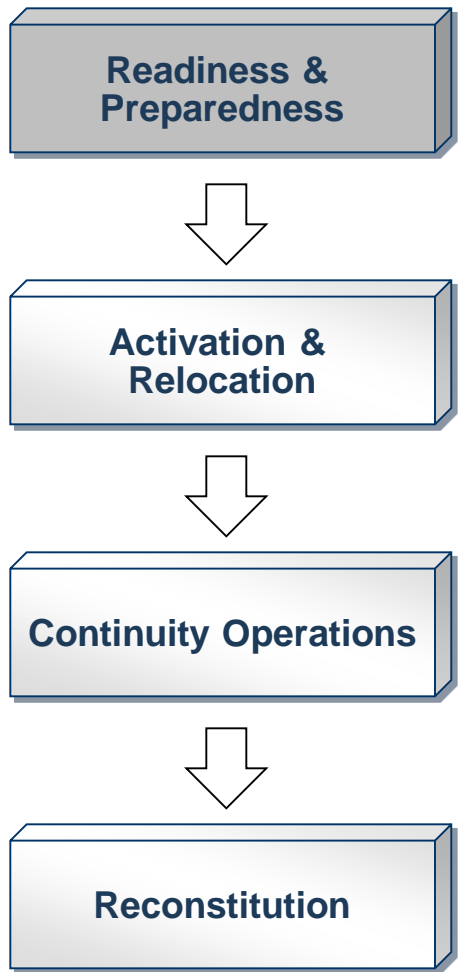 Readiness &
Preparedness
Activation &
Relocation
Continuity Operations
Reconstitution